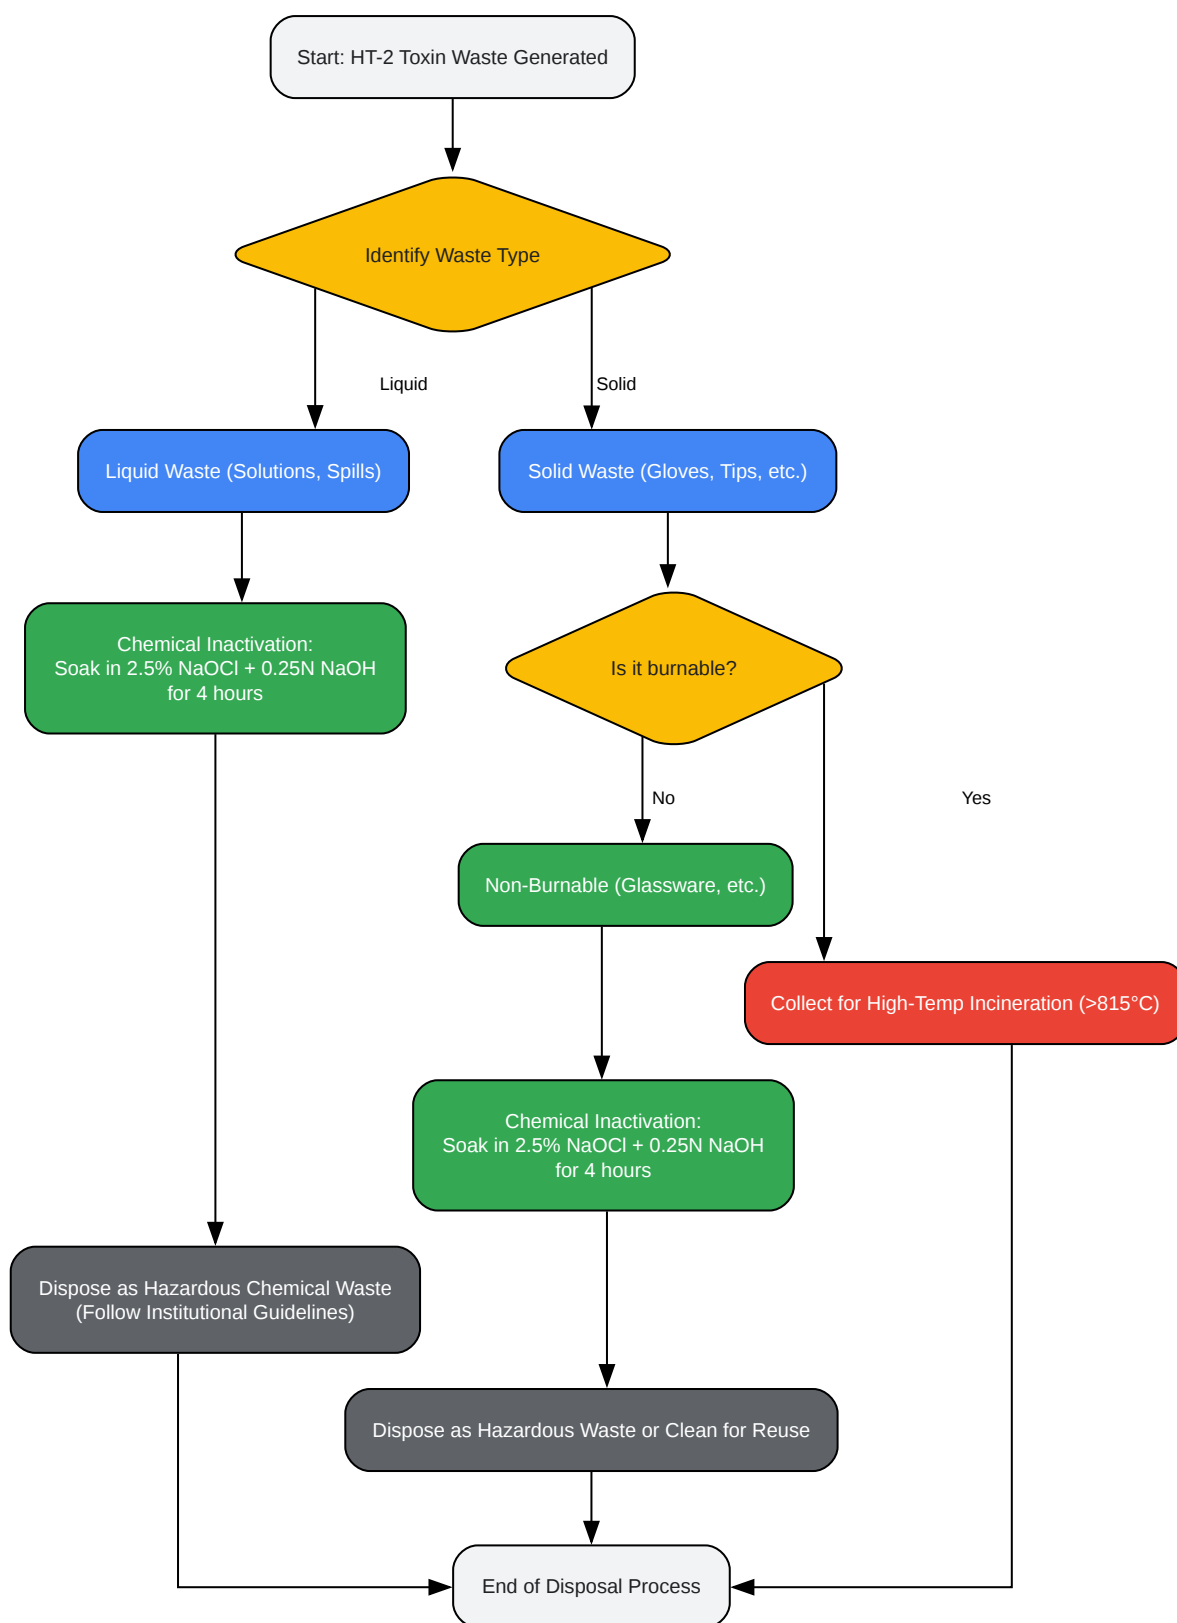 Start: HT-2 Toxin Waste Generated
Identify Waste Type
Liquid
Solid
Liquid Waste (Solutions, Spills)
Solid Waste (Gloves, Tips, etc.)
Chemical Inactivation:
Soak in 2.5% NaOCl + 0.25N NaOH
for 4 hours
Is it burnable?
No
Yes
Non-Burnable (Glassware, etc.)
Collect for High-Temp Incineration (>815°C)
Chemical Inactivation:
Soak in 2.5% NaOCl + 0.25N NaOH
for 4 hours
Dispose as Hazardous Chemical Waste
(Follow Institutional Guidelines)
Dispose as Hazardous Waste or Clean for Reuse
End of Disposal Process